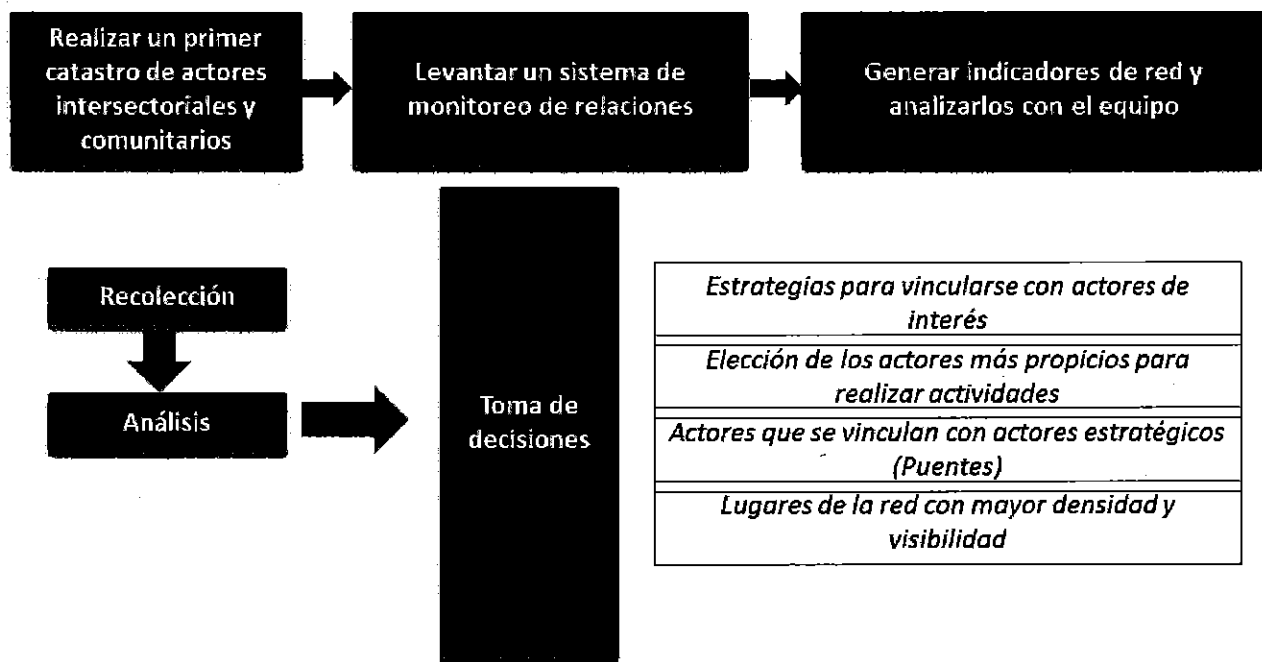 Realizar un primer
catastro de actores
intersectoriales y
comunitarios
Levantar un sistema de
monitoreo de relaciones
Generar indicadores de red y
analizarlos con el equipo
Recolección
Análisis
Toma de
decisiones
Estrategias para vincularse con actores de
interés
Elección de los actores más propicios para
realizar actividades
Actores que se vinculan con actores estratégicos
(Puentes)
Lugares de la red con mayor densidad y
visibilidad